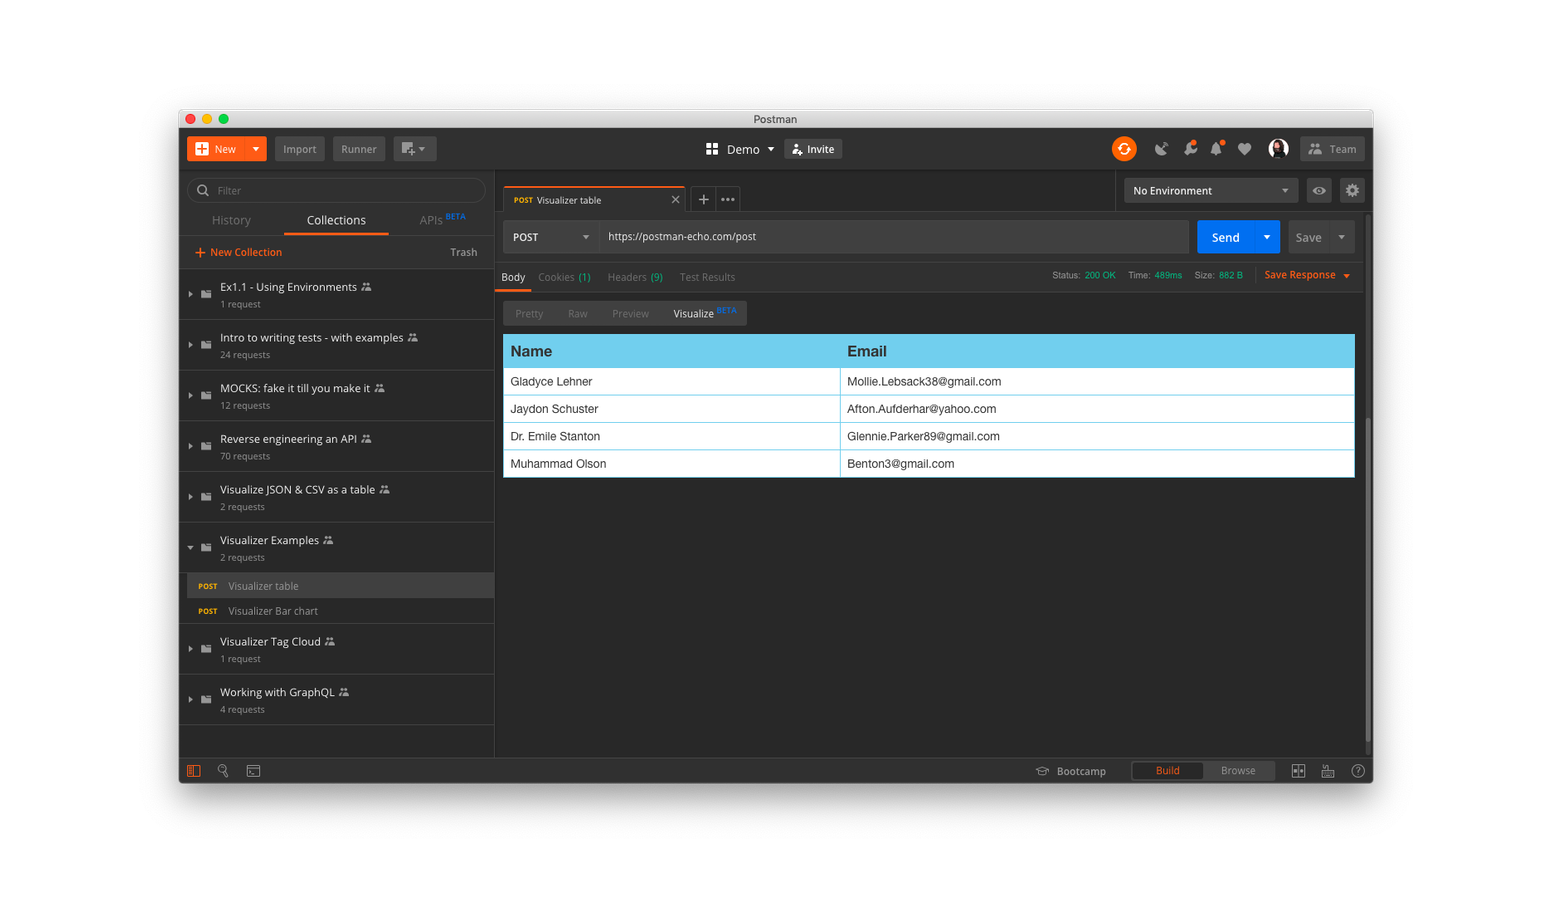 Postman
New
Import
Runner
Demo
Invite
Team
Filter
History
Collections
APIs BETA
New Collection
Trash
Ex1.1 - Using Environments
1 request
Intro to writing tests - with examples
24 requests
MOCKS: fake it till you make it
12 requests
Reverse engineering an API
70 requests
Visualize JSON & CSV as a table
2 requests
Visualizer Examples
2 requests
POST Visualizer table
POST Visualizer Bar chart
Visualizer Tag Cloud
1 request
Working with GraphQL
4 requests
POST Visualizer table
No Environment
POST
https://postman-echo.com/post
Send
Save
Body
Cookies (1)
Headers (9)
Test Results
Status: 200 OK
Time: 489ms
Size: 882 B
Save Response
Pretty
Raw
Preview
Visualize BETA
Name Email
Gladyce Lehner Mollie.Lebsack38@gmail.com
Jaydon Schuster Afton.Aufderhar@yahoo.com
Dr. Emile Stanton Glennie.Parker89@gmail.com
Muhammad Olson Benton3@gmail.com
Bootcamp
Build
Browse